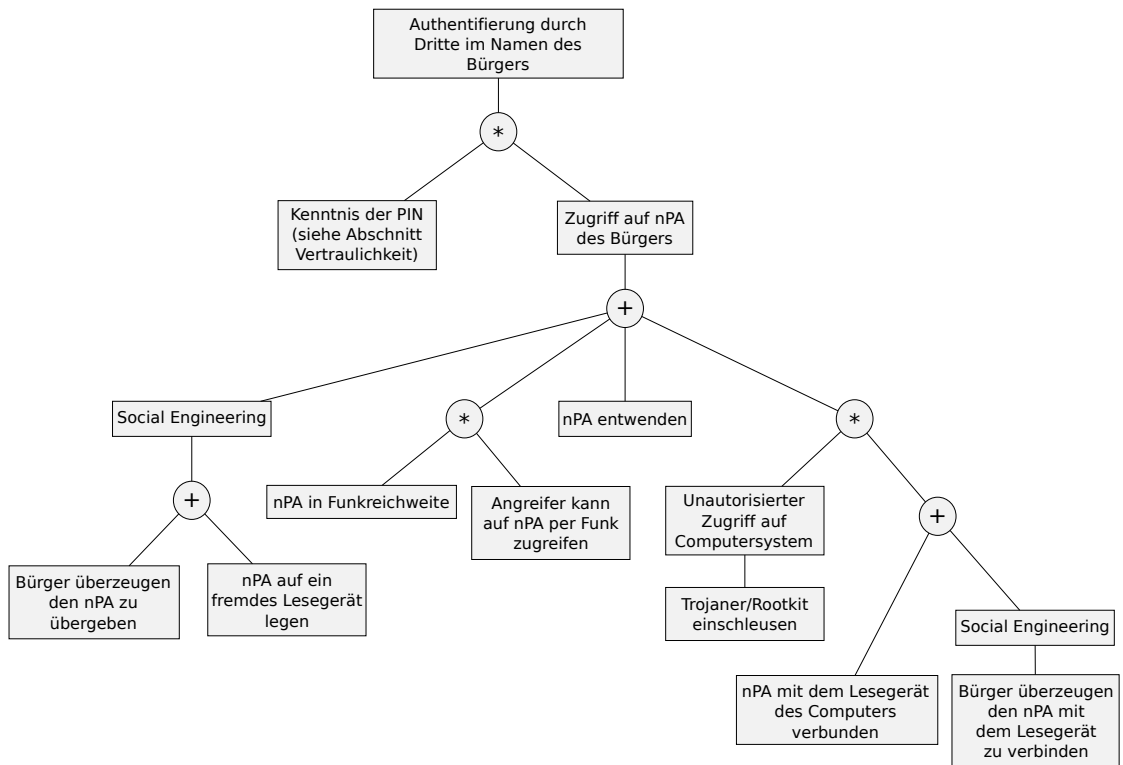 Authentifierung durch
Dritte im Namen des
Bürgers
*
Kenntnis der PIN
(siehe Abschnitt
Vertraulichkeit)
Zugriff auf nPA
des Bürgers
+
Social Engineering
*
nPA entwenden
*
+
nPA in Funkreichweite
Angreifer kann
auf nPA per Funk
zugreifen
Unautorisierter
Zugriff auf
Computersystem
+
Bürger überzeugen
den nPA zu
übergeben
nPA auf ein
fremdes Lesegerät
legen
Trojaner/Rootkit
einschleusen
Social Engineering
nPA mit dem Lesegerät
des Computers
verbunden
Bürger überzeugen
den nPA mit
dem Lesegerät
zu verbinden